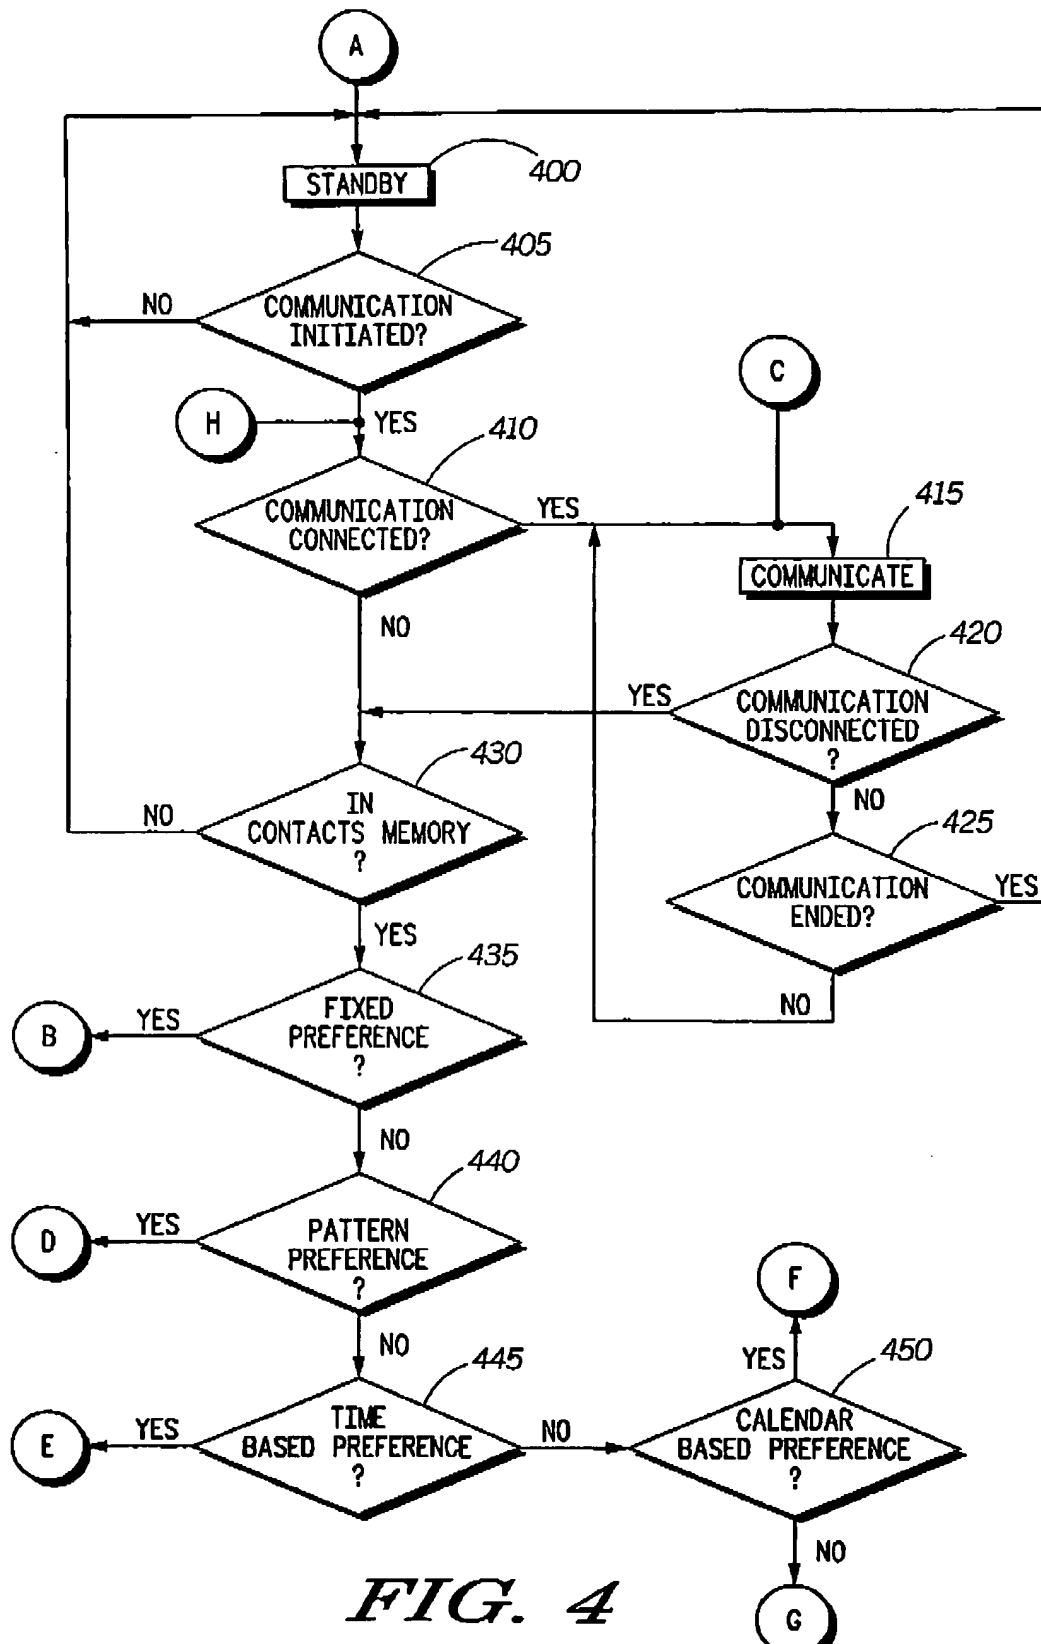 A
STANDBY
400
405
COMMUNICATION
INITIATED?
NO
YES
H
C
410
COMMUNICATION
CONNECTED?
YES
NO
415
COMMUNICATE
420
COMMUNICATION
DISCONNECTED
?
YES
NO
425
COMMUNICATION
ENDED?
YES
NO
430
IN
CONTACTS MEMORY
?
NO
YES
435
FIXED
PREFERENCE
?
YES
B
NO
440
PATTERN
PREFERENCE
?
YES
D
NO
445
TIME
BASED PREFERENCE
?
YES
E
NO
450
CALENDAR
BASED PREFERENCE
?
YES
F
NO
G
FIG. 4